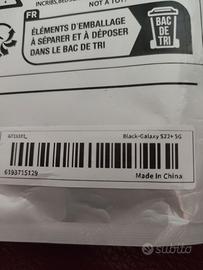 FR
ÉLÉMENTS D'EMBALLAGE
À SÉPARER ET À DÉPOSER
DANS LE BAC DE TRI
BAC
DE
TRI
Black-Galaxy S22+ 5G
6193715129
Made In China
subito